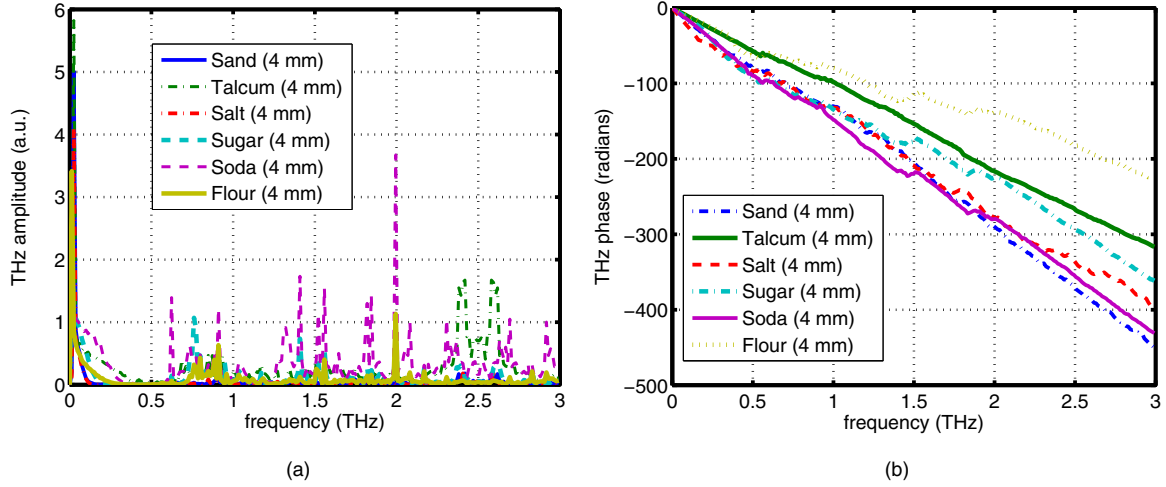 6
5
4
3
2
1
0
THz amplitude (a.u.)
Sand (4 mm)
Talcum (4 mm)
Salt (4 mm)
Sugar (4 mm)
Soda (4 mm)
Flour (4 mm)
0 0.5 1 1.5 2 2.5 3
frequency (THz)
(a)
0
−100
−200
−300
−400
−500
THz phase (radians)
Sand (4 mm)
Talcum (4 mm)
Salt (4 mm)
Sugar (4 mm)
Soda (4 mm)
Flour (4 mm)
0 0.5 1 1.5 2 2.5 3
frequency (THz)
(b)